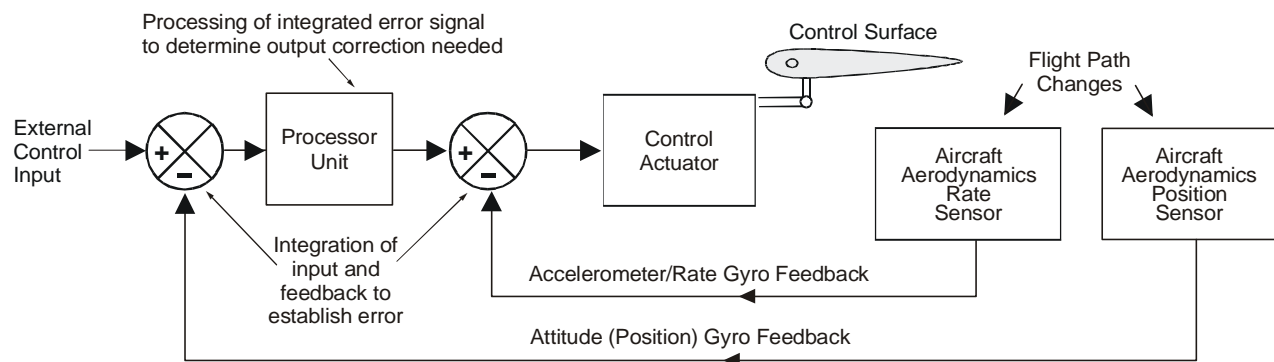 Processing of integrated error signal
to determine output correction needed
Control Surface
Flight Path
Changes
External
Control
Input
+
–
Processor
Unit
+
–
Control
Actuator
Aircraft
Aerodynamics
Rate
Sensor
Aircraft
Aerodynamics
Position
Sensor
Integration of
input and
feedback to
establish error
Accelerometer/Rate Gyro Feedback
Attitude (Position) Gyro Feedback